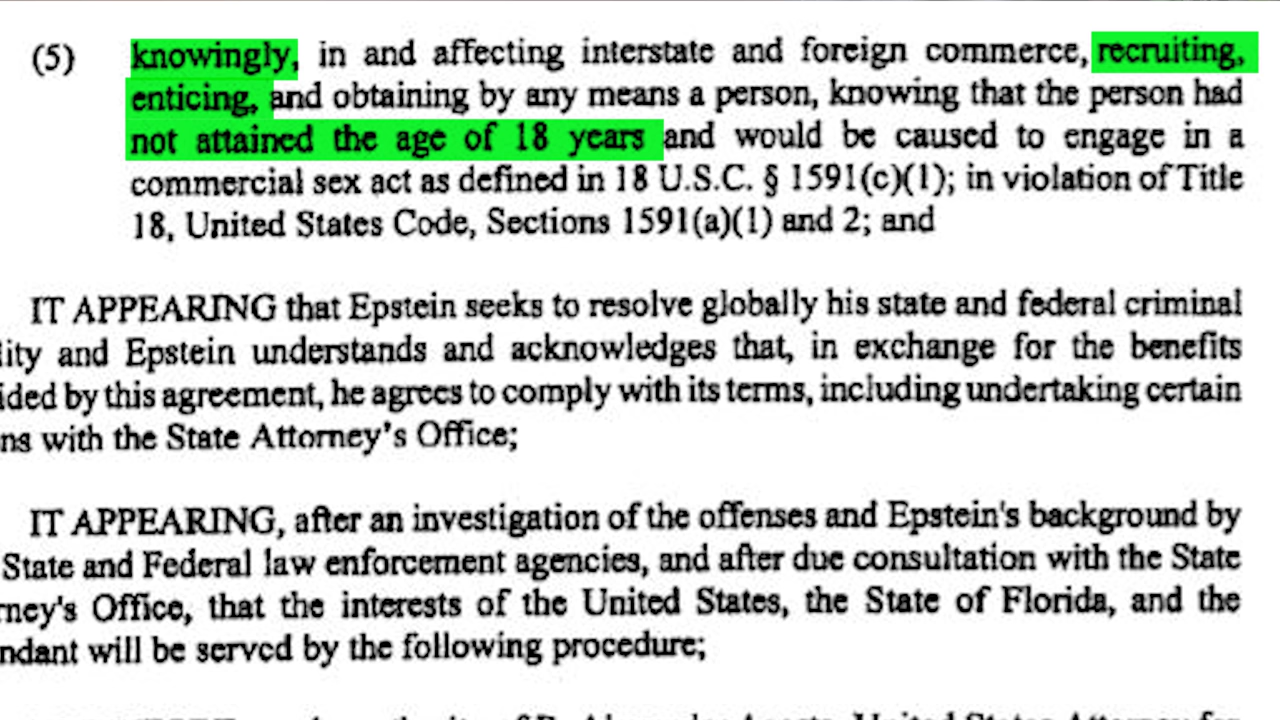 (5) knowingly, in and affecting interstate and foreign commerce, recruiting,
enticing, and obtaining by any means a person, knowing that the person had
not attained the age of 18 years and would be caused to engage in a
commercial sex act as defined in 18 U.S.C. § 1591(c)(1); in violation of Title
18, United States Code, Sections 1591(a)(1) and 2; and
IT APPEARING that Epstein seeks to resolve globally his state and federal criminal
lity and Epstein understands and acknowledges that, in exchange for the benefits
ided by this agreement, he agrees to comply with its terms, including undertaking certain
ns with the State Attorney's Office;
IT APPEARING, after an investigation of the offenses and Epstein's background by
State and Federal law enforcement agencies, and after due consultation with the State
rney's Office, that the interests of the United States, the State of Florida, and the
ndant will be served by the following procedure;